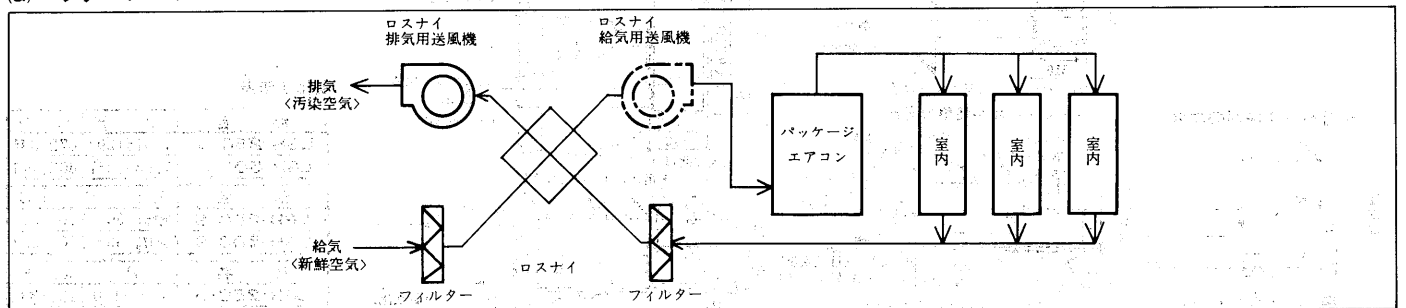 ロスナイ
排気用送風機
ロスナイ
給気用送風機
排気
〈汚染空気〉
パッケージ
エアコン
室内
室内
室内
給気
〈新鮮空気〉
ロスナイ
フィルター
フィルター